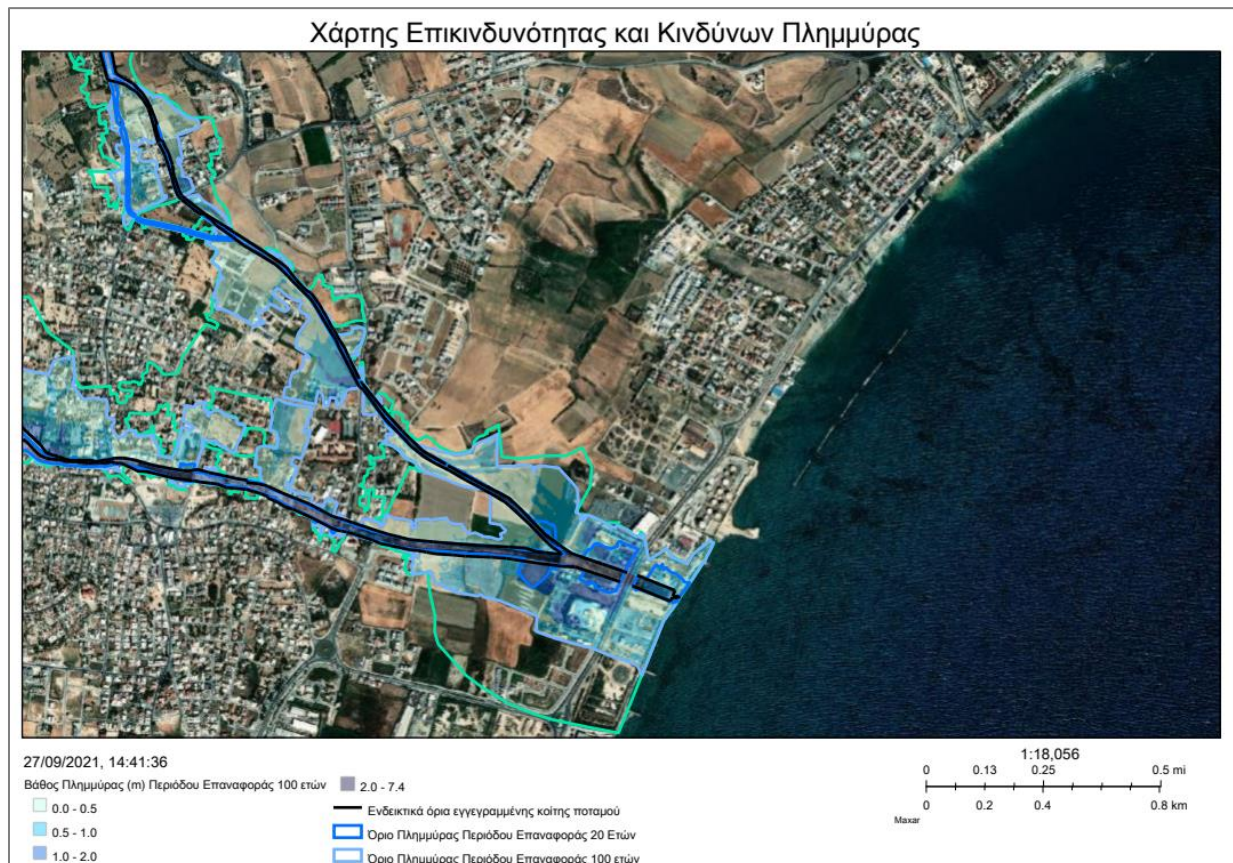 Χάρτης Επικινδυνότητας και Κινδύνων Πλημμύρας
27/09/2021, 14:41:36
Βάθος Πλημμύρας (m) Περιόδου Επαναφοράς 100 ετών
0.0 - 0.5
0.5 - 1.0
1.0 - 2.0
2.0 - 7.4
Ενδεικτικά όρια εγγεγραμμένης κοίτης ποταμού
Όριο Πλημμύρας Περιόδου Επαναφοράς 20 Ετών
Όριο Πλημμύρας Περιόδου Επαναφοράς 100 ετών
1:18,056
0 0.13 0.25 0.5 mi
0 0.2 0.4 0.8 km
Maxar